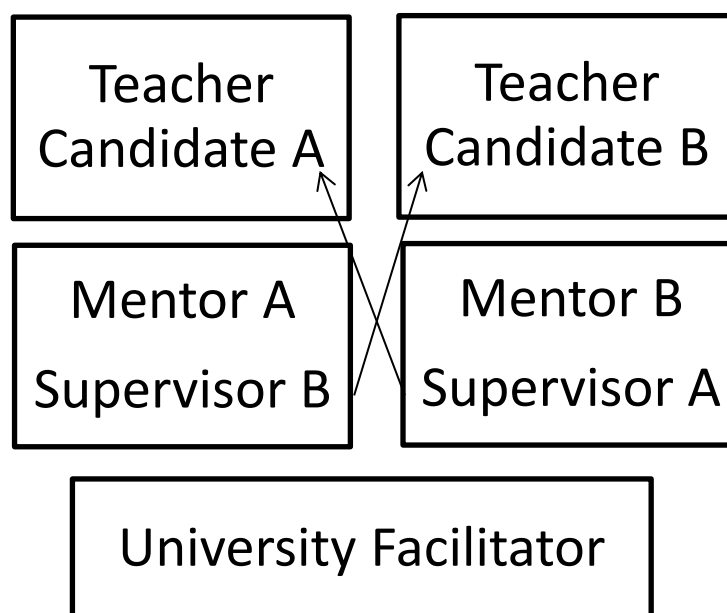 Teacher
Candidate A
Teacher
Candidate B
Mentor A
Supervisor B
Mentor B
Supervisor A
University Facilitator